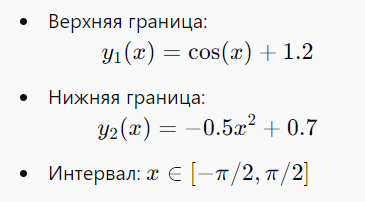 • Верхняя граница:
y₁(x) = cos(x) + 1.2
• Нижняя граница:
y₂(x) = −0.5x² + 0.7
• Интервал: x ∈ [−π/2, π/2]